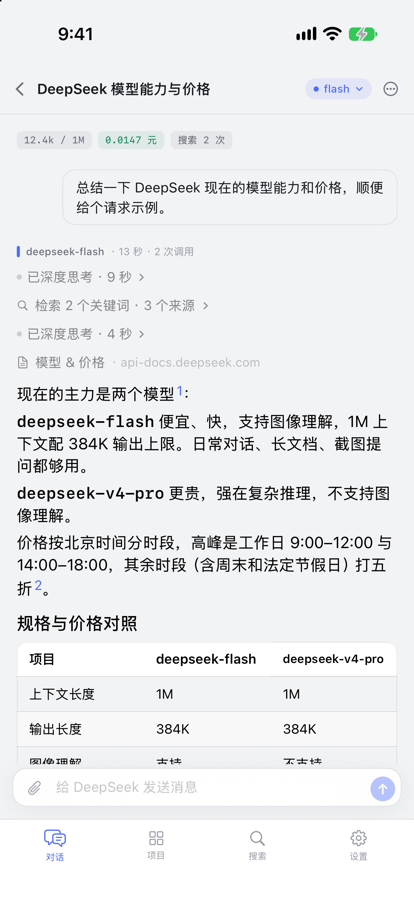 9:41
DeepSeek 模型能力与价格
flash
12.4k / 1M
0.0147 元
搜索 2 次
总结一下 DeepSeek 现在的模型能力和价格，顺便
给个请求示例。
deepseek-flash · 13 秒 · 2 次调用
已深度思考 · 9 秒
检索 2 个关键词 · 3 个来源
已深度思考 · 4 秒
模型 & 价格 · api-docs.deepseek.com
现在的主力是两个模型1：
deepseek-flash 便宜、快，支持图像理解，1M 上
下文配 384K 输出上限。日常对话、长文档、截图提
问都够用。
deepseek-v4-pro 更贵，强在复杂推理，不支持图
像理解。
价格按北京时间分时段，高峰是工作日 9:00–12:00 与
14:00–18:00，其余时段（含周末和法定节假日）打五
折2。
规格与价格对照
项目 deepseek-flash deepseek-v4-pro
上下文长度 1M 1M
输出长度 384K 384K
图像理解 支持 不支持
给 DeepSeek 发送消息
对话 项目 搜索 设置